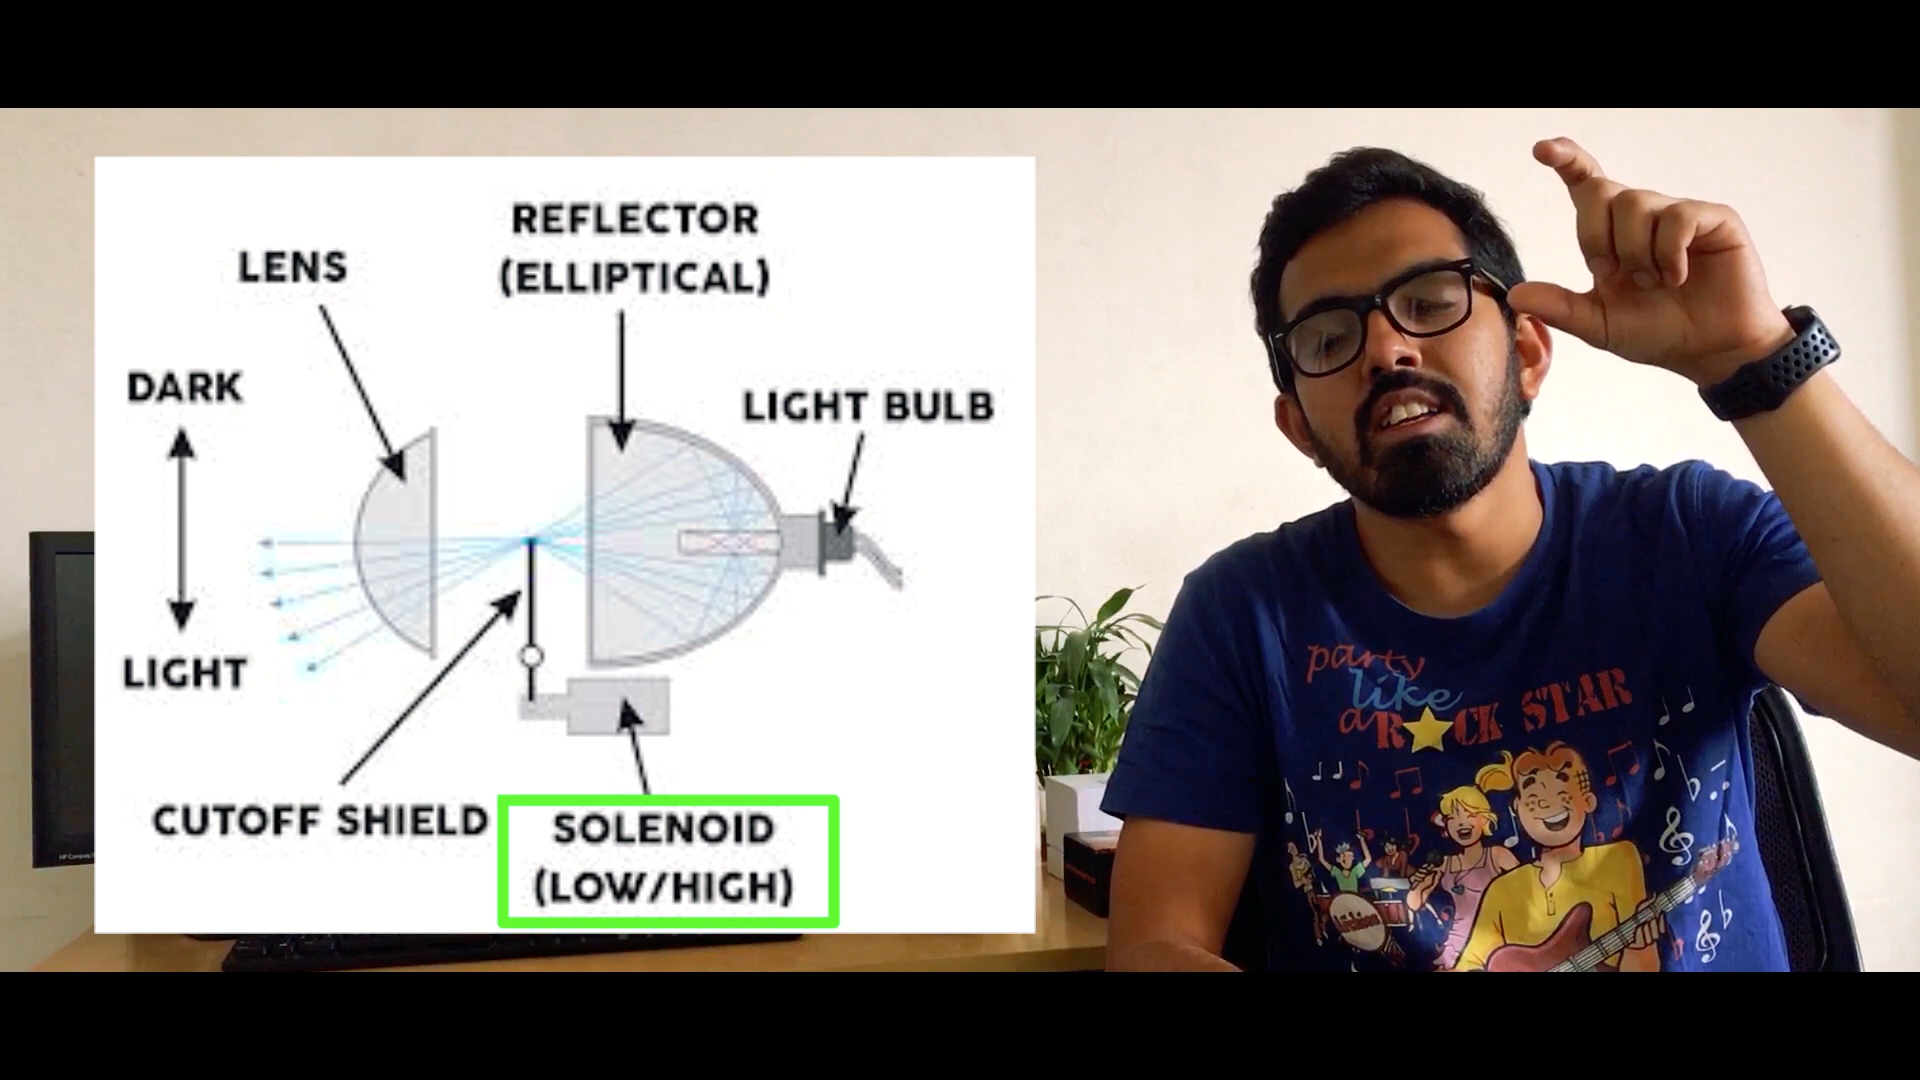 REFLECTOR
(ELLIPTICAL)
LENS
DARK
LIGHT BULB
LIGHT
CUTOFF SHIELD
SOLENOID
(LOW/HIGH)
party
like
a ROCK STAR